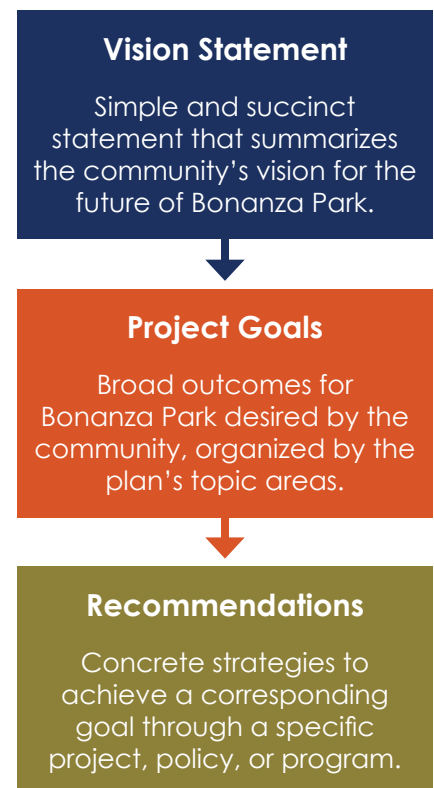 Vision Statement
Simple and succinct
statement that summarizes
the community’s vision for the
future of Bonanza Park.
Project Goals
Broad outcomes for
Bonanza Park desired by the
community, organized by the
plan’s topic areas.
Recommendations
Concrete strategies to
achieve a corresponding
goal through a specific
project, policy, or program.